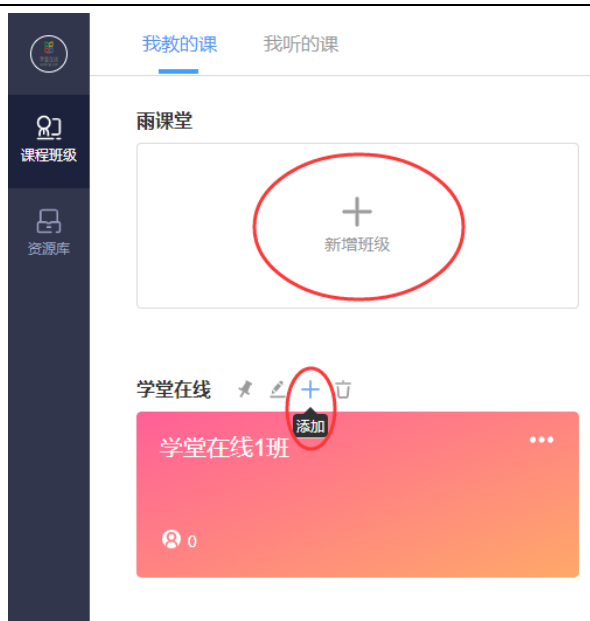 我教的课 我听的课
课程班级
资源库
雨课堂
新增班级
学堂在线
添加
学堂在线1班
0